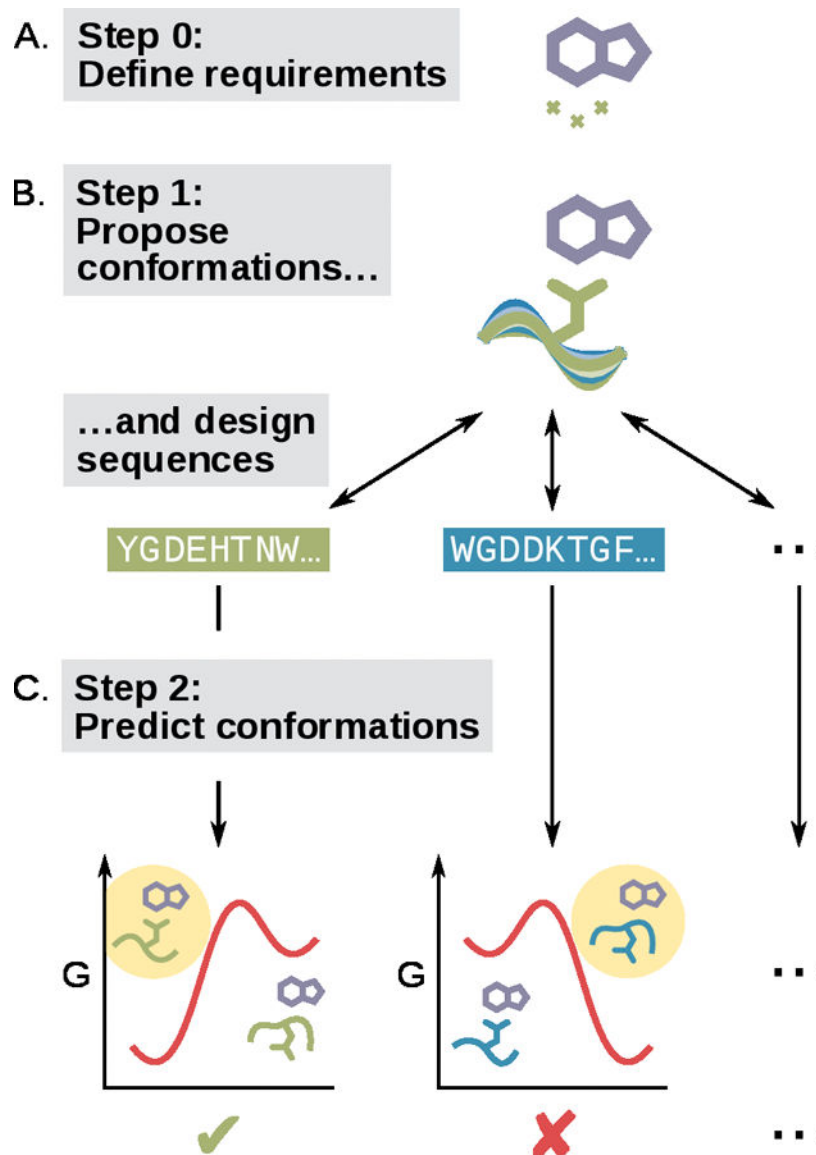 A.
Step 0:
Define requirements
B.
Step 1:
Propose
conformations…
…and design
sequences
YGDEHTNW…
WGDDKTGF…
…
C.
Step 2:
Predict conformations
G
G
…
…